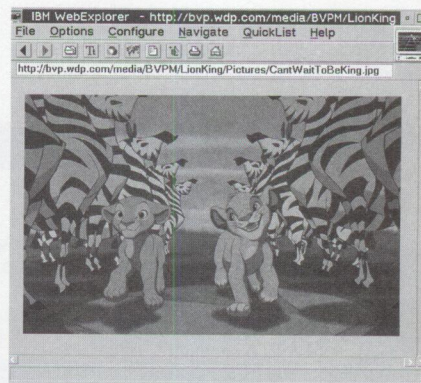 IBM WebExplorer - http://bvp.wdp.com/media/BVPM/LionKing
File Options Configure Navigate QuickList Help
http://bvp.wdp.com/media/BVPM/LionKing/Pictures/CantWaitToBeKing.jpg